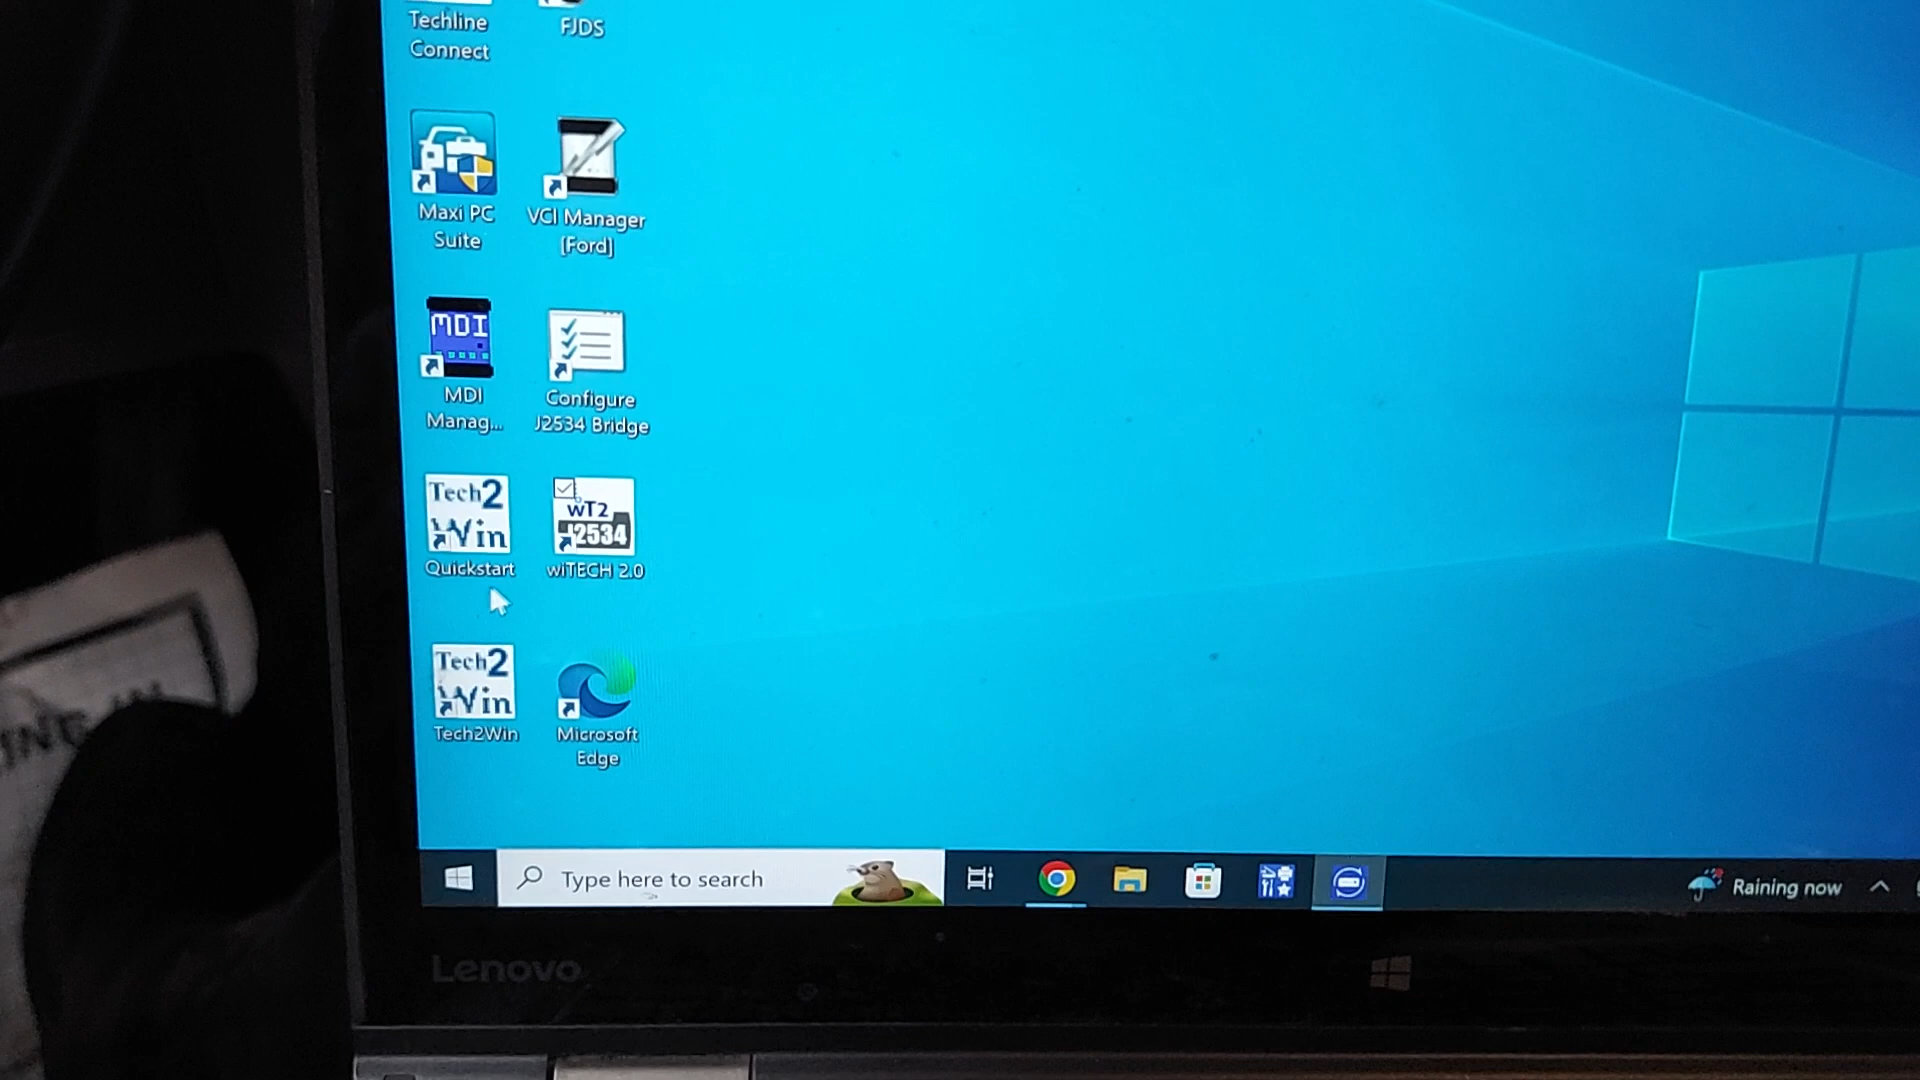 Techline
Connect
FJDS
Maxi PC
Suite
VCI Manager
[Ford]
MDI
MDI
Manag...
Configure
J2534 Bridge
Tech2
Win
Quickstart
wT2
J2534
wiTECH 2.0
Tech2
Win
Tech2Win
Microsoft
Edge
Type here to search
Raining now
Lenovo